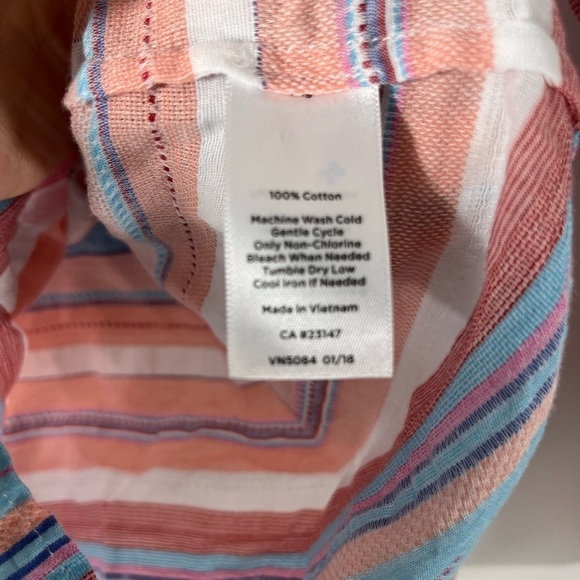 100% Cotton
Machine Wash Cold
Gentle Cycle
Only Non-Chlorine
Bleach When Needed
Tumble Dry Low
Cool Iron If Needed
Made in Vietnam
CA #23147
VN5084 01/18